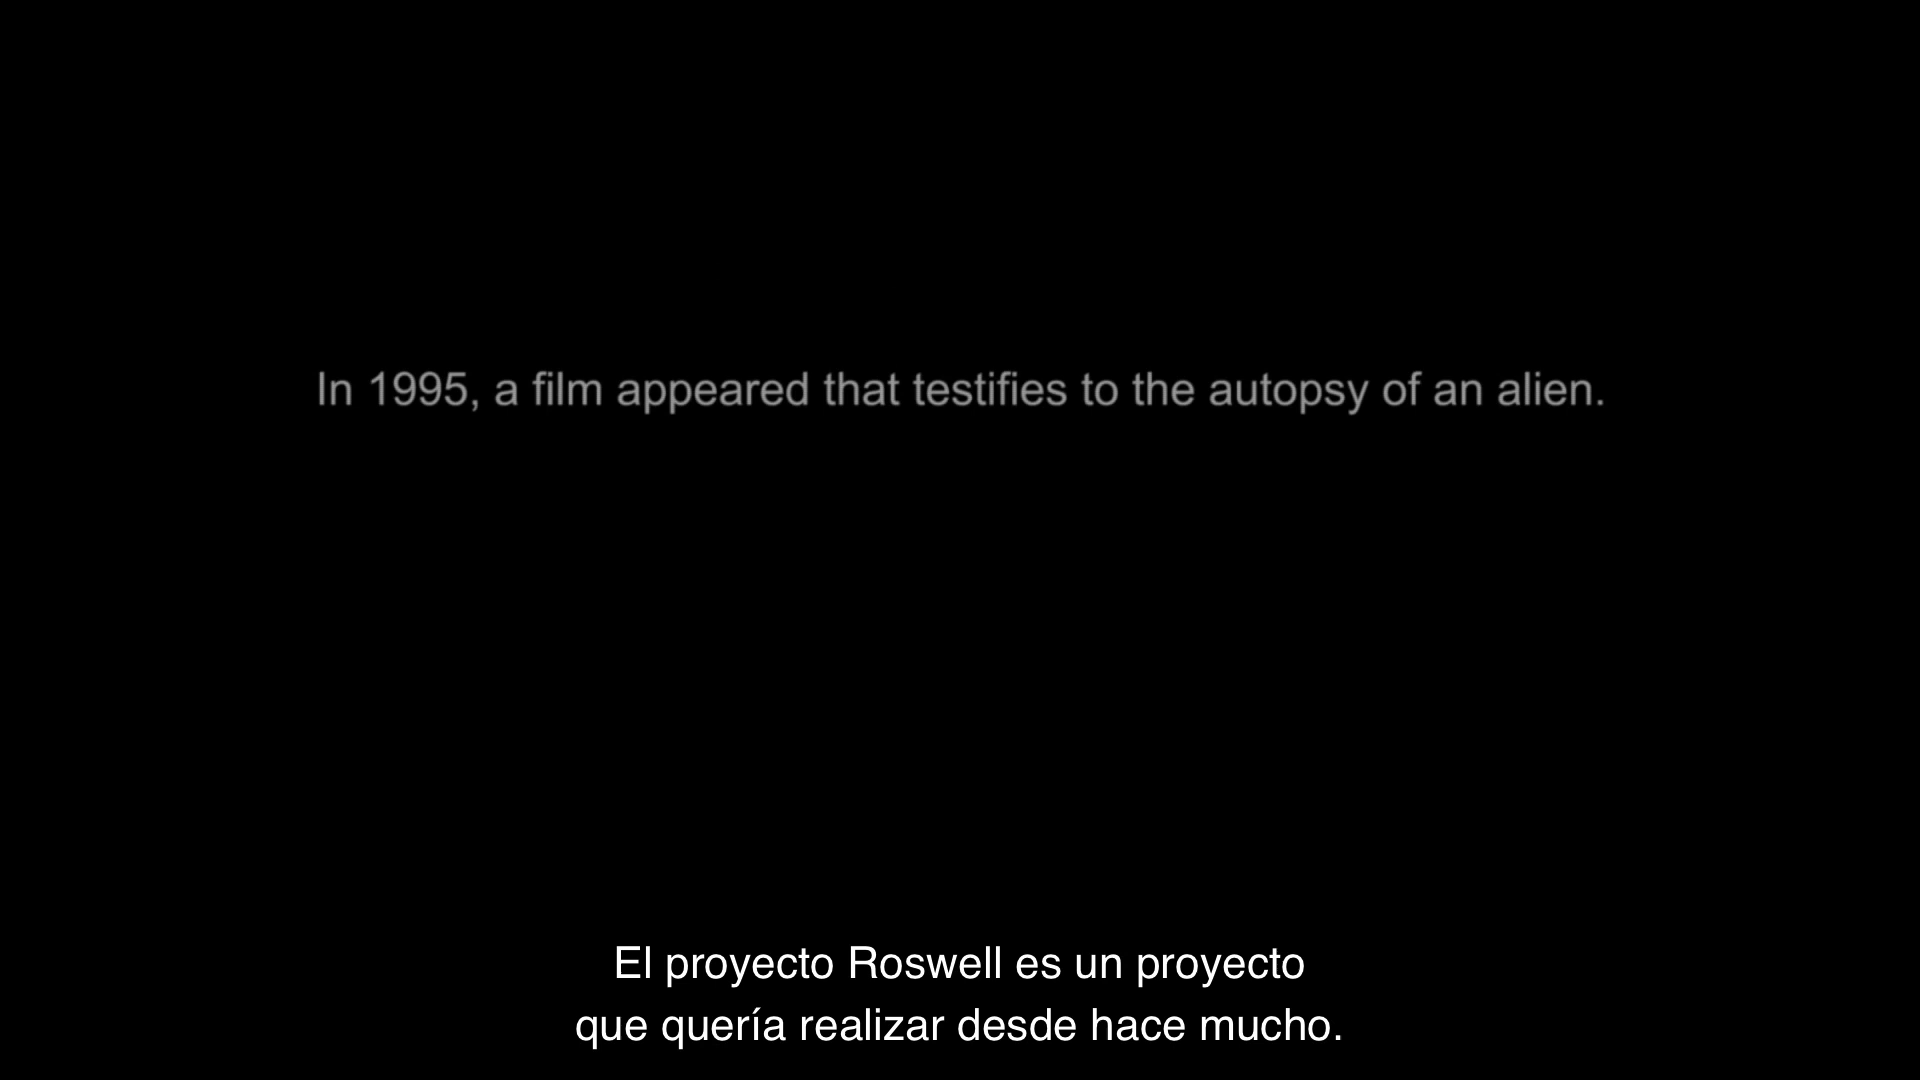 In 1995, a film appeared that testifies to the autopsy of an alien.
El proyecto Roswell es un proyecto
que quería realizar desde hace mucho.